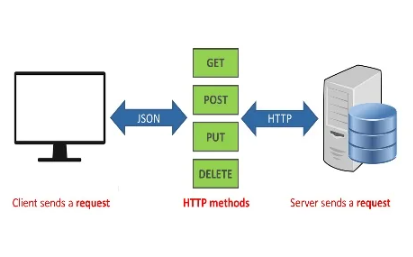 GET
POST
JSON
HTTP
PUT
DELETE
Client sends a request
HTTP methods
Server sends a request